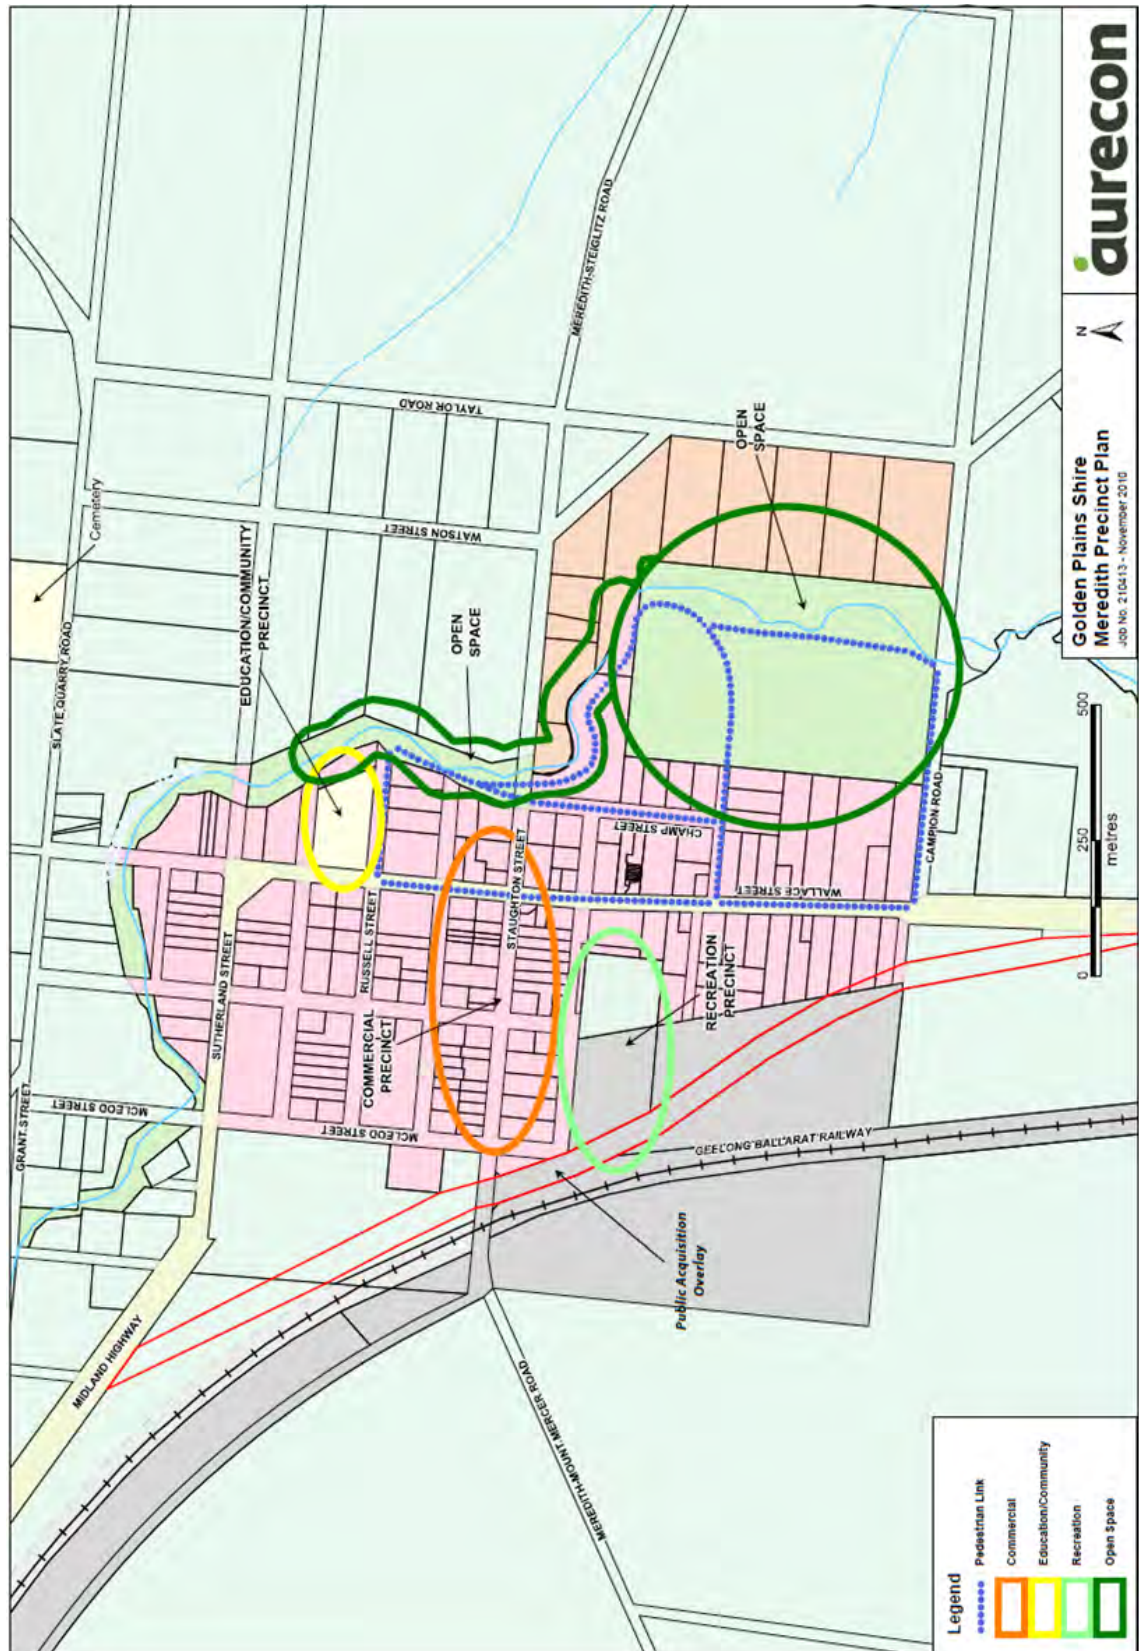 SLATE QUARRY ROAD
Cemetery
GRANT STREET
MCLEOD STREET
SUTHERLAND STREET
MIDLAND HIGHWAY
EDUCATION/COMMUNITY
PRECINCT
TAYLOR ROAD
WATSON STREET
OPEN
SPACE
RUSSELL STREET
COMMERCIAL
PRECINCT
MCLEOD STREET
STAUGHTON STREET
MEREDITH-STEIGLITZ ROAD
CHAMP STREET
WALLACE STREET
RECREATION
PRECINCT
OPEN
SPACE
CAMPION ROAD
GEELONG BALLARAT RAILWAY
Public Acquisition
Overlay
MEREDITH-MOUNT MERCER ROAD
Legend
Pedestrian Link
Commercial
Education/Community
Recreation
Open Space
0
250
500
metres
Golden Plains Shire
Meredith Precinct Plan
Job No. 210413 - November 2010
N
aurecon